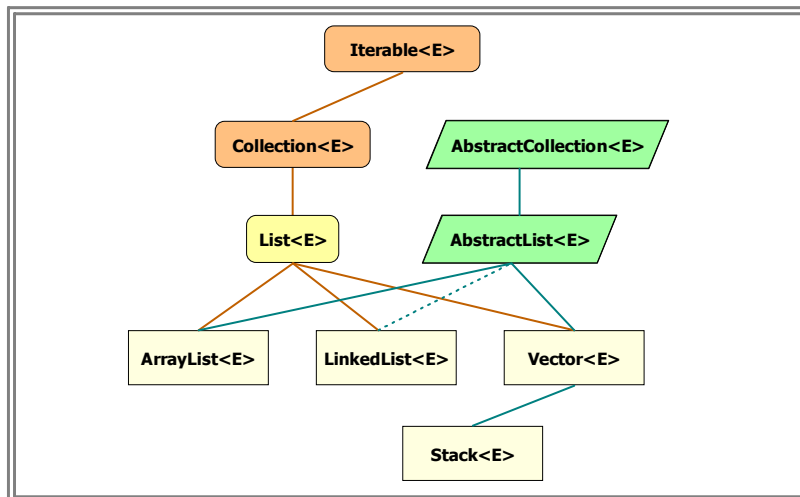 Iterable<E>
Collection<E>
AbstractCollection<E>
List<E>
AbstractList<E>
ArrayList<E>
LinkedList<E>
Vector<E>
Stack<E>